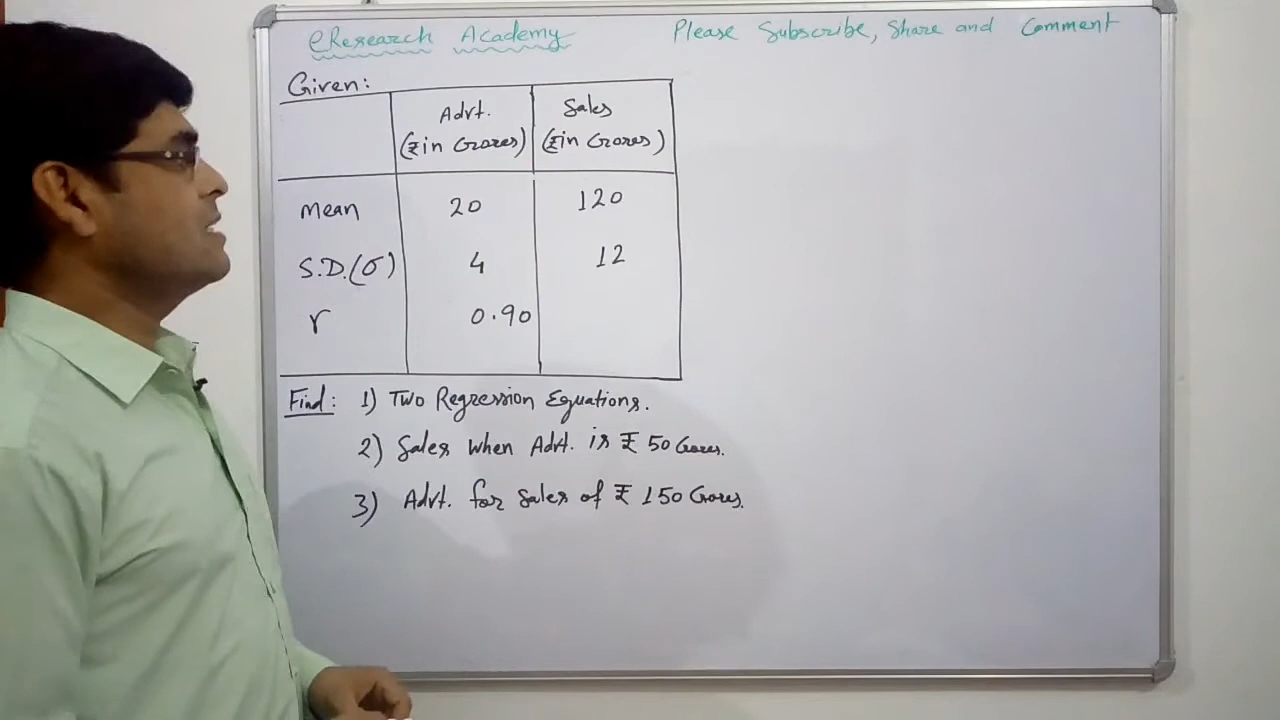 eResearch Academy Please Subscribe, Share and Comment
Given:
Advt. Sales
(₹ in Crores) (₹ in Crores)
Mean 20 120
S.D.(σ) 4 12
r 0.90
Find: 1) Two Regression Equations.
2) Sales when Advt. is ₹ 50 Crores.
3) Advt. for Sales of ₹ 150 Crores.